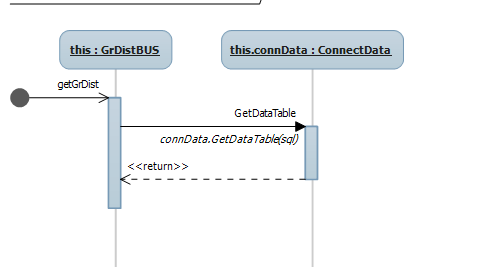 this : GrDistBUS
this.connData : ConnectData
getGrDist
GetDataTable
connData.GetDataTable(sql)
<<return>>